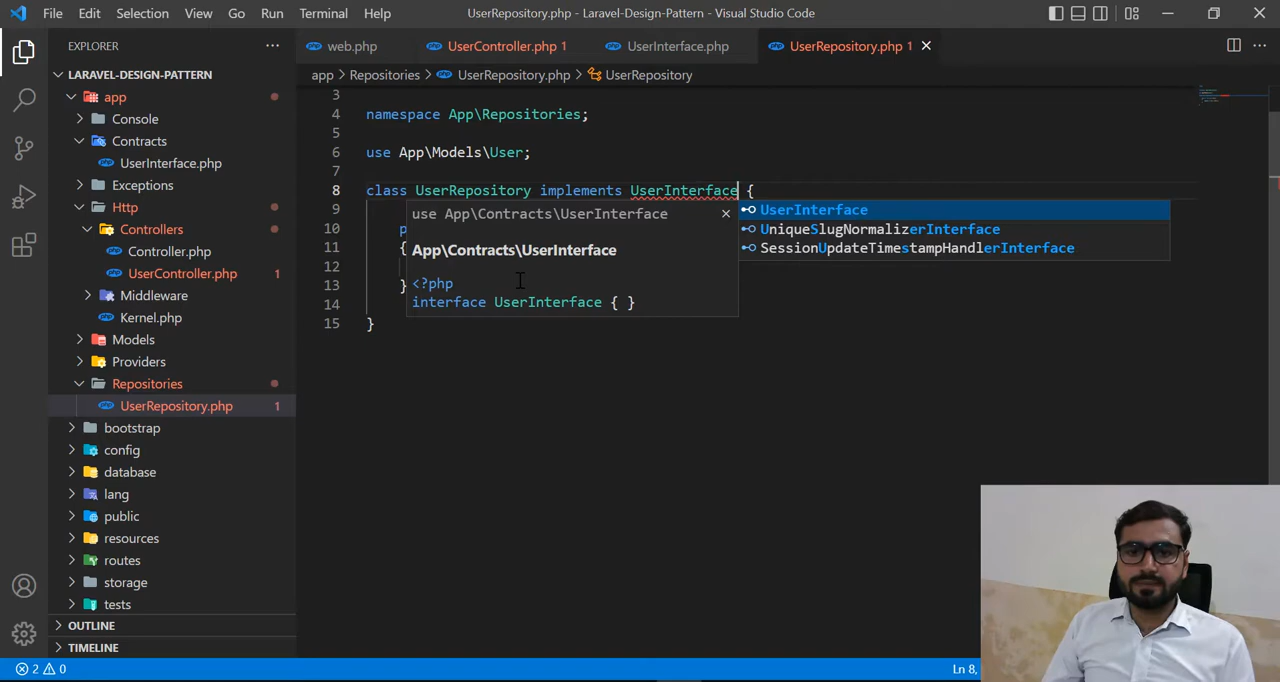 File Edit Selection View Go Run Terminal Help UserRepository.php - Laravel-Design-Pattern - Visual Studio Code
EXPLORER
web.php
UserController.php 1
UserInterface.php
UserRepository.php 1
LARAVEL-DESIGN-PATTERN
app > Repositories > UserRepository.php > UserRepository
app
Console
Contracts
UserInterface.php
Exceptions
Http
Controllers
Controller.php
UserController.php 1
Middleware
Kernel.php
Models
Providers
Repositories
UserRepository.php 1
bootstrap
config
database
lang
public
resources
routes
storage
tests
OUTLINE
TIMELINE
3
4 namespace App\Repositories;
5
6 use App\Models\User;
7
8 class UserRepository implements UserInterface {
9
10 p
11 {
12
13 }
14
15 }
use App\Contracts\UserInterface
App\Contracts\UserInterface
<?php
interface UserInterface { }
UserInterface
UniqueSlugNormalizerInterface
SessionUpdateTimestampHandlerInterface
2 0
Ln 8,